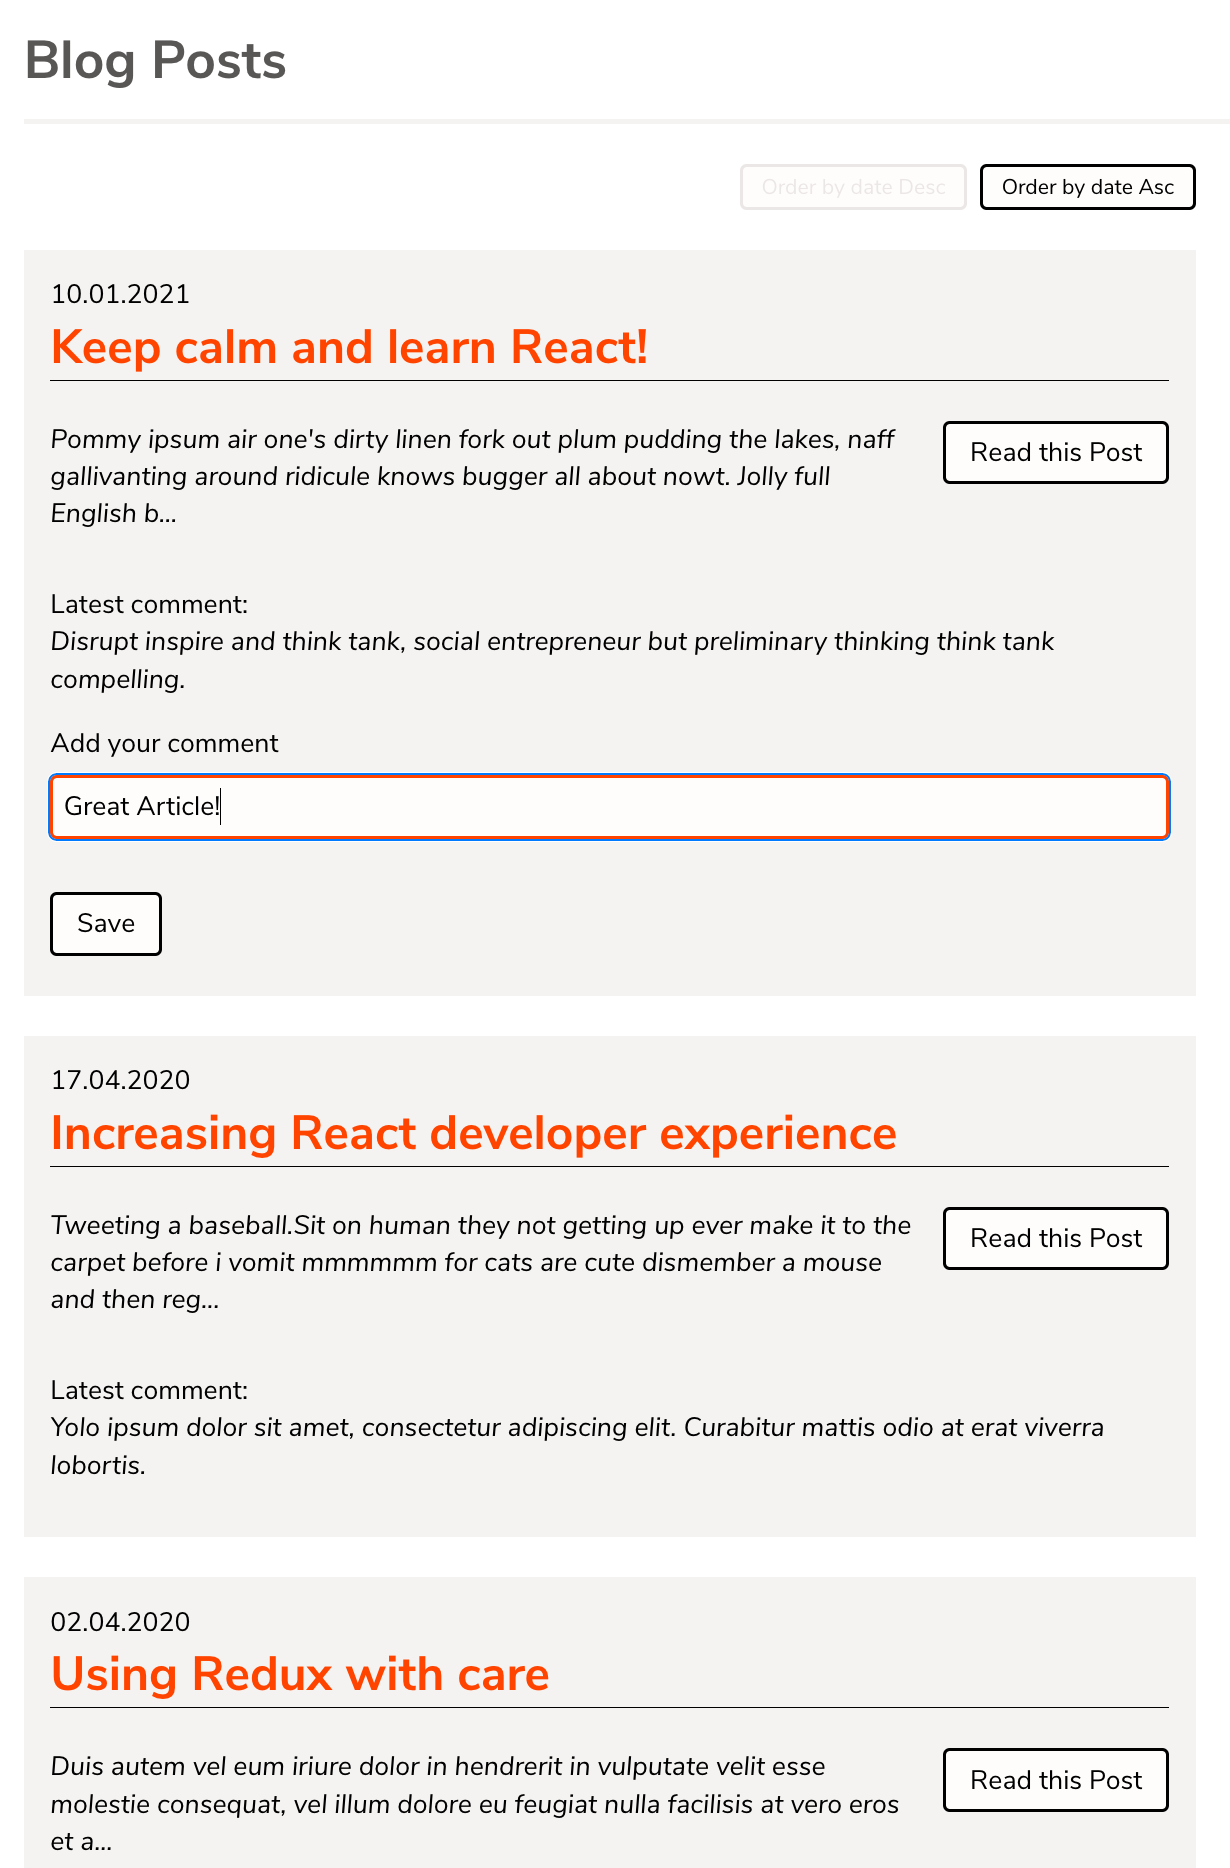 Blog Posts
Order by date Desc
Order by date Asc
10.01.2021
Keep calm and learn React!
Pommy ipsum air one's dirty linen fork out plum pudding the lakes, naff
gallivanting around ridicule knows bugger all about nowt. Jolly full
English b...
Read this Post
Latest comment:
Disrupt inspire and think tank, social entrepreneur but preliminary thinking think tank
compelling.
Add your comment
Great Article!
Save
17.04.2020
Increasing React developer experience
Tweeting a baseball.Sit on human they not getting up ever make it to the
carpet before i vomit mmmmmm for cats are cute dismember a mouse
and then reg...
Read this Post
Latest comment:
Yolo ipsum dolor sit amet, consectetur adipiscing elit. Curabitur mattis odio at erat viverra
lobortis.
02.04.2020
Using Redux with care
Duis autem vel eum iriure dolor in hendrerit in vulputate velit esse
molestie consequat, vel illum dolore eu feugiat nulla facilisis at vero eros
et a...
Read this Post